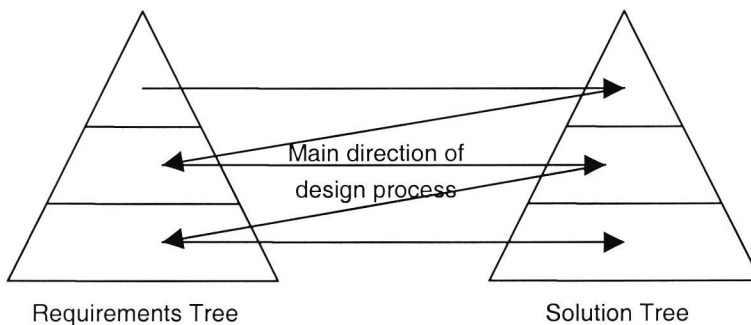 Main direction of
design process
Requirements Tree
Solution Tree